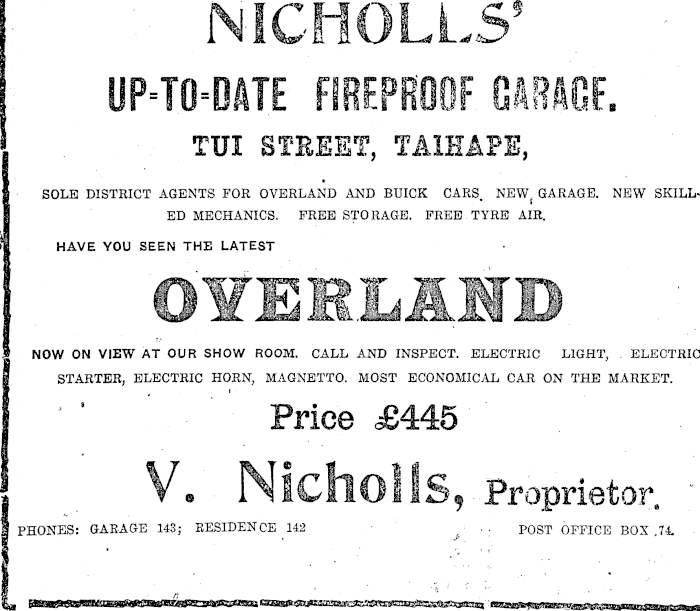 NICHOLLS'
UP=TO=DATE FIREPROOF GARAGE.
TUI STREET, TAIHAPE,
SOLE DISTRICT AGENTS FOR OVERLAND AND BUICK CARS. NEW GARAGE. NEW SKILL-
ED MECHANICS. FREE STORAGE. FREE TYRE AIR.
HAVE YOU SEEN THE LATEST
OVERLAND
NOW ON VIEW AT OUR SHOW ROOM. CALL AND INSPECT. ELECTRIC LIGHT, ELECTRIC
STARTER, ELECTRIC HORN, MAGNETTO. MOST ECONOMICAL CAR ON THE MARKET.
Price £445
V. Nicholls, Proprietor.
PHONES: GARAGE 143; RESIDENCE 142 POST OFFICE BOX 74.